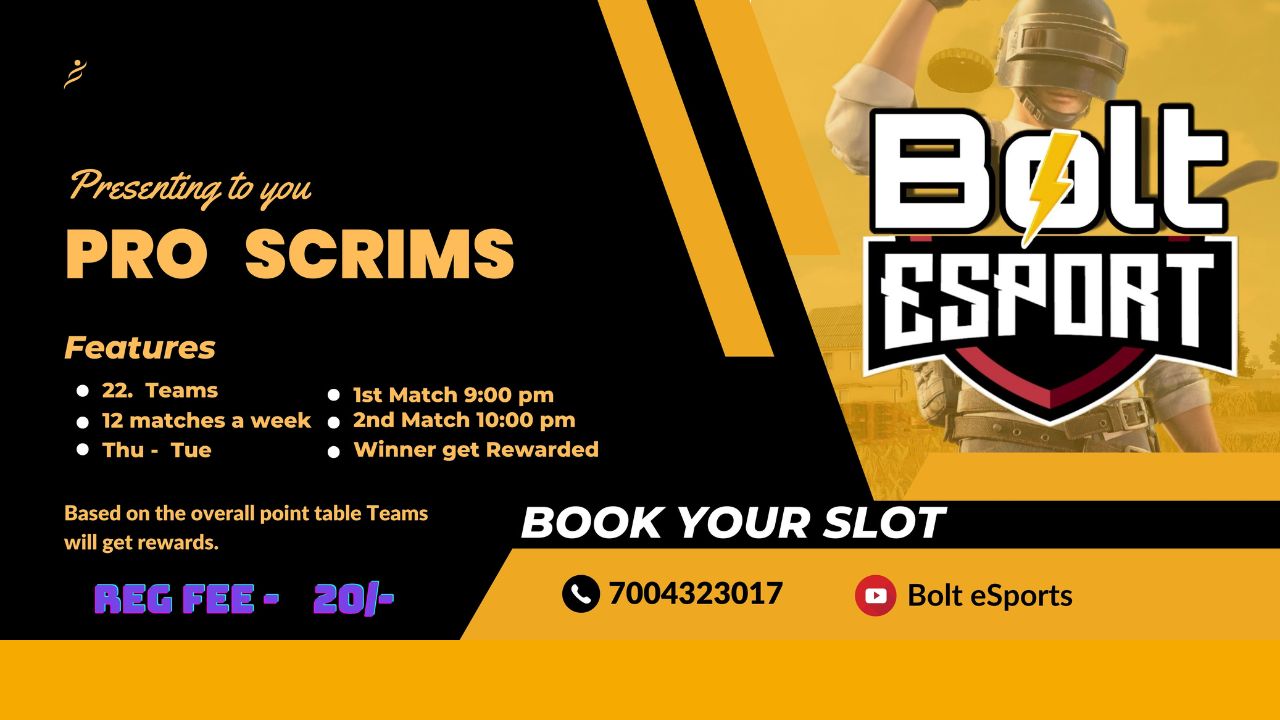 Presenting to you
PRO SCRIMS
Features
22. Teams
12 matches a week
Thu - Tue
1st Match 9:00 pm
2nd Match 10:00 pm
Winner get Rewarded
Based on the overall point table Teams
will get rewards.
REG FEE - 20/-
Bolt
ESPORT
BOOK YOUR SLOT
7004323017
Bolt eSports